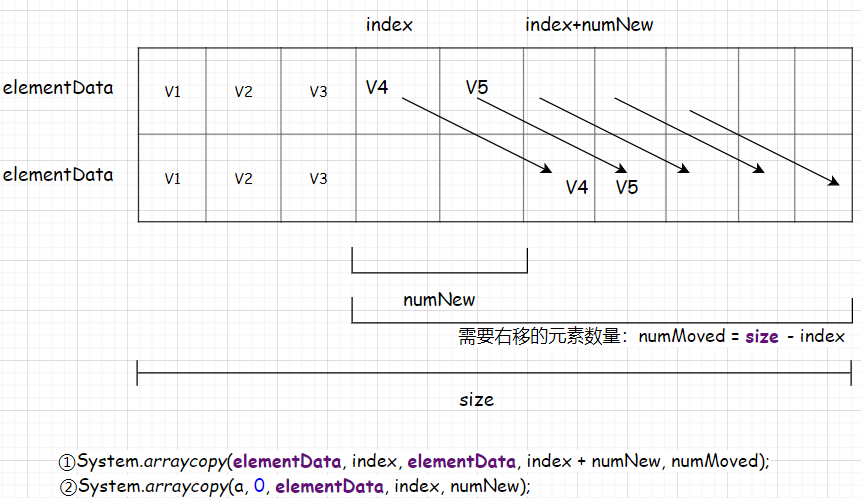 index index+numNew
elementData V1 V2 V3 V4 V5
elementData V1 V2 V3 V4 V5
numNew
需要右移的元素数量：numMoved = size - index
size
①System.arraycopy(elementData, index, elementData, index + numNew, numMoved);
②System.arraycopy(a, 0, elementData, index, numNew);